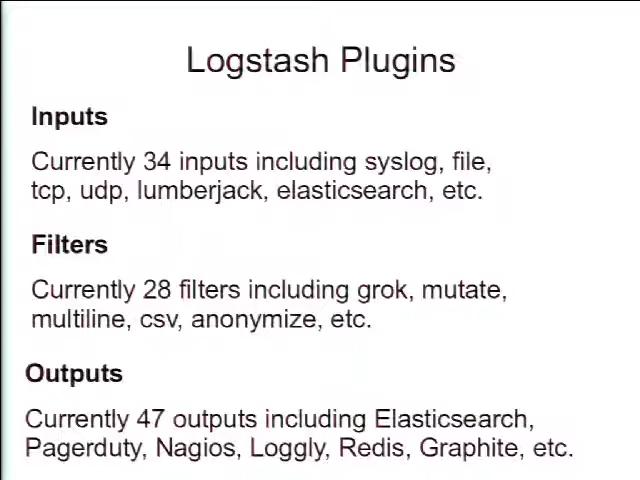 Logstash Plugins
Inputs
Currently 34 inputs including syslog, file,
tcp, udp, lumberjack, elasticsearch, etc.
Filters
Currently 28 filters including grok, mutate,
multiline, csv, anonymize, etc.
Outputs
Currently 47 outputs including Elasticsearch,
Pagerduty, Nagios, Loggly, Redis, Graphite, etc.